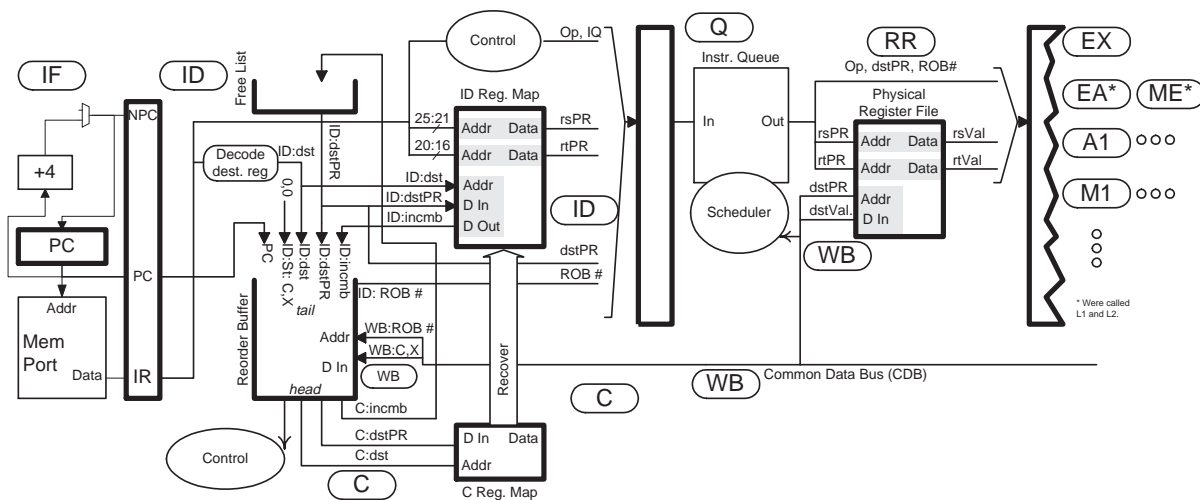 IF
ID
Free List
Control
Op, IQ
Q
RR
EX
Instr. Queue
Op, dstPR, ROB#
EA*
ME*
ID Reg. Map
Physical
Register File
NPC
25:21
Addr
Data
rsPR
In
Out
rsPR
Addr
Data
rsVal
A1
20:16
Addr
Data
rtPR
rtPR
Addr
Data
rtVal
+4
Decode
dest. reg
ID:dst
ID:dstPR
0,0
ID:dst
Addr
ID:dstPR
D In
ID:incmb
D Out
ID
Scheduler
dstPR
Addr
dstVal.
D In
M1
PC
PC
PC
ID:St: C,X
ID:dst
ID:dstPR
ID:incmb
tail
dstPR
ROB #
ID: ROB #
WB
* Were called
L1 and L2.
Addr
Mem
Port
Data
IR
Reorder Buffer
Addr
WB:ROB #
D In
WB:C,X
WB
Recover
WB
Common Data Bus (CDB)
head
C:incmb
C
Control
C:dstPR
D In
Data
C:dst
Addr
C
C Reg. Map